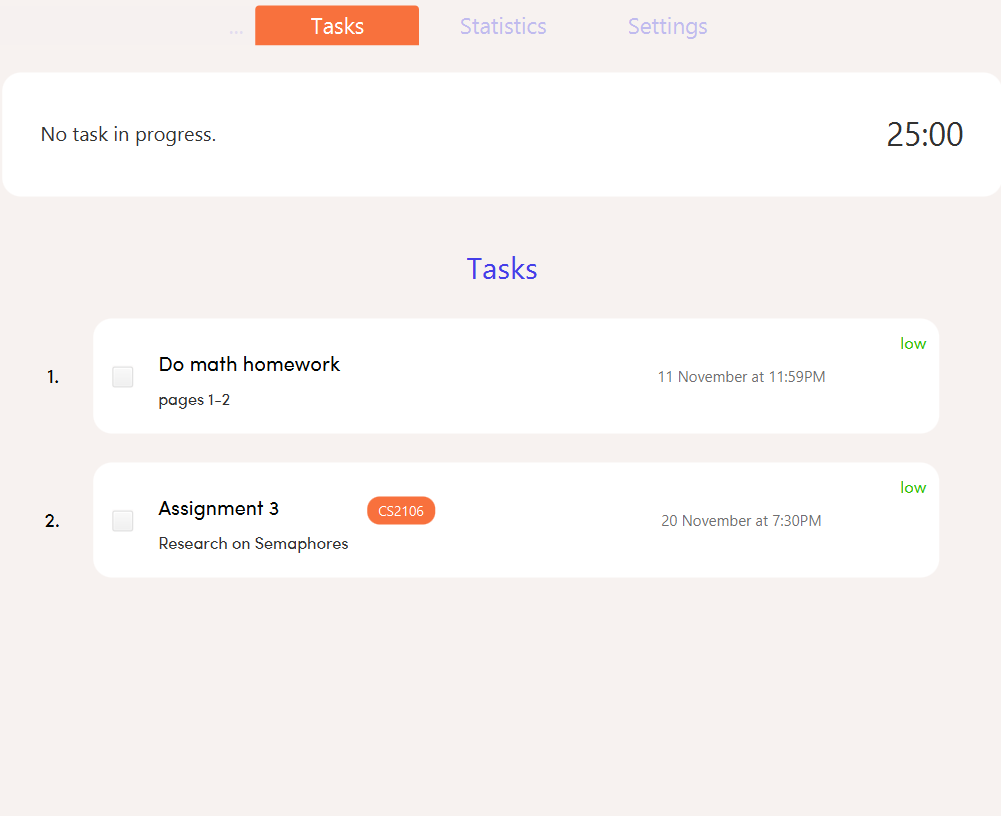 ... Tasks Statistics Settings
No task in progress. 25:00
Tasks
low
1. Do math homework 11 November at 11:59PM
pages 1-2
low
2. Assignment 3 CS2106 20 November at 7:30PM
Research on Semaphores